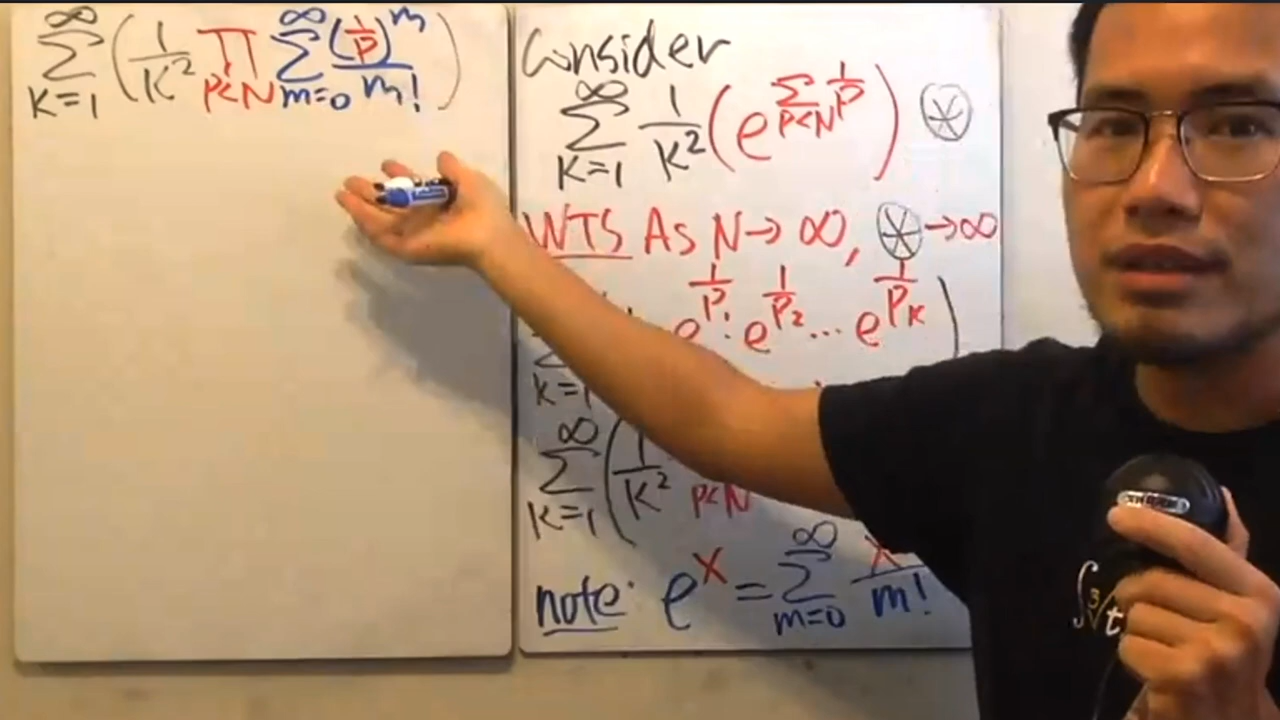 ∞
∑ (1/K² ∏ ∑ (1/P)^m / m!)
K=1 P<N m=0
Consider
∑_{K=1}^∞ 1/K² (e^{∑_{P<N} 1/P}) ⊛
WTS As N→∞, ⊛→∞
e^{1/P₁} · e^{1/P₂} ... e^{1/P_K} )
K=1
∑_{K=1}^∞ (1/K² P<N
note: e^x = ∑_{m=0}^∞ x / m!